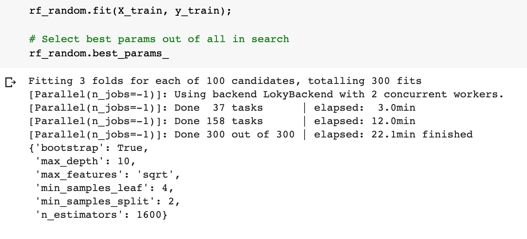 rf_random.fit(X_train, y_train);
# Select best params out of all in search
rf_random.best_params_
Fitting 3 folds for each of 100 candidates, totalling 300 fits
[Parallel(n_jobs=-1)]: Using backend LokyBackend with 2 concurrent workers.
[Parallel(n_jobs=-1)]: Done  37 tasks      | elapsed:  3.0min
[Parallel(n_jobs=-1)]: Done 158 tasks      | elapsed: 12.0min
[Parallel(n_jobs=-1)]: Done 300 out of 300 | elapsed: 22.1min finished
{'bootstrap': True,
 'max_depth': 10,
 'max_features': 'sqrt',
 'min_samples_leaf': 4,
 'min_samples_split': 2,
 'n_estimators': 1600}